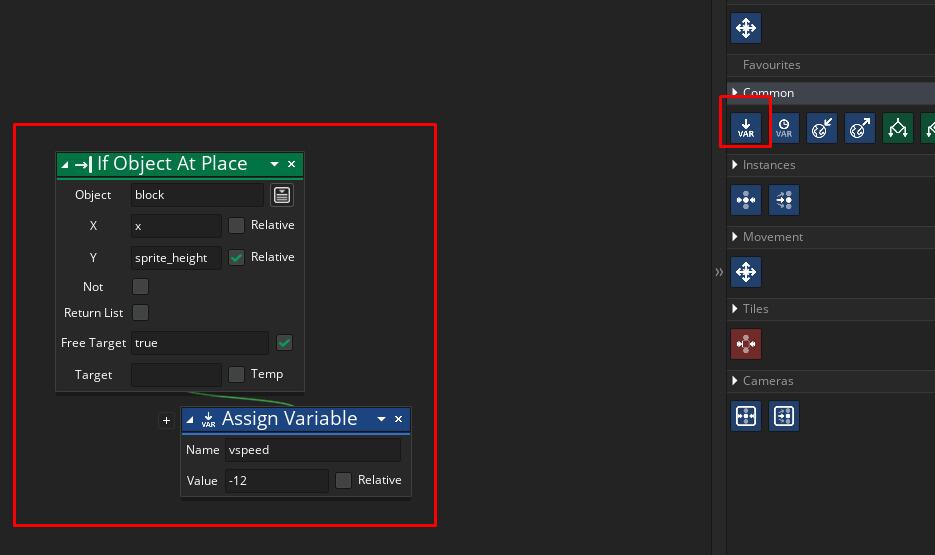 Favourites
Common
VAR VAR
Instances
Movement
Tiles
Cameras
If Object At Place
Object block
X x Relative
Y sprite_height Relative
Not
Return List
Free Target true
Target Temp
VAR Assign Variable
Name vspeed
Value -12 Relative